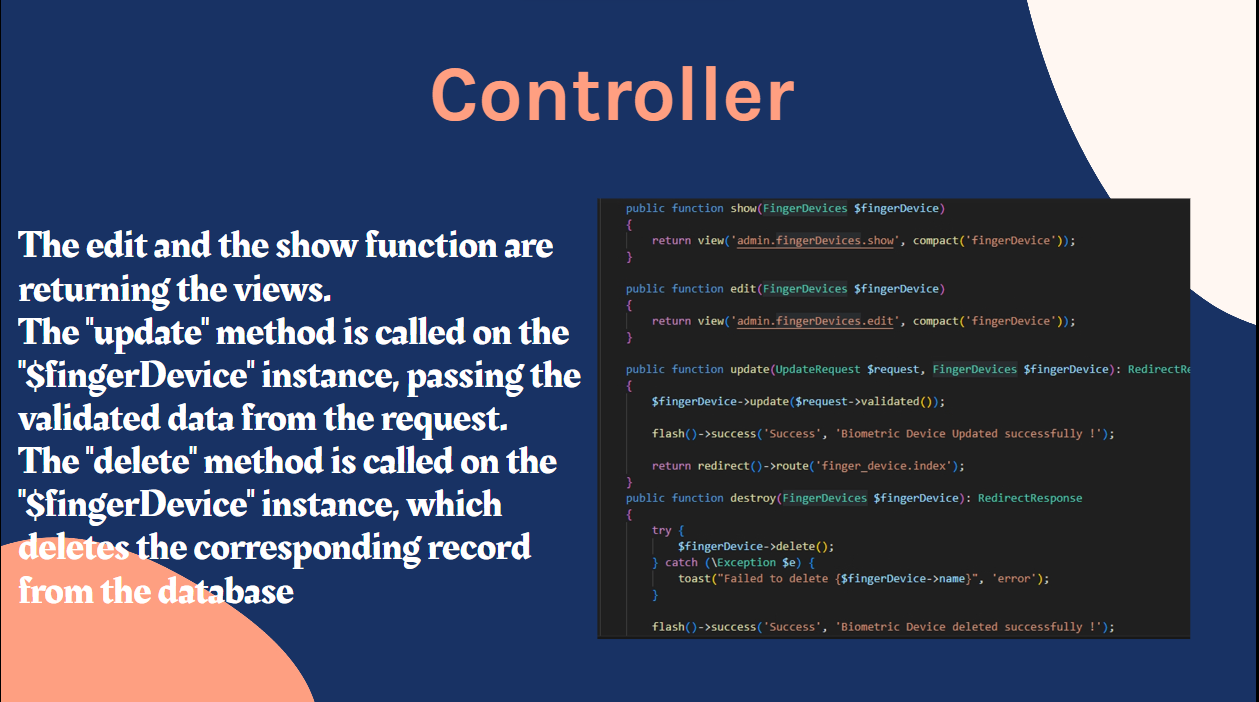 Controller
The edit and the show function are
returning the views.
The "update" method is called on the
"$fingerDevice" instance, passing the
validated data from the request.
The "delete" method is called on the
"$fingerDevice" instance, which
deletes the corresponding record
from the database
public function show(FingerDevices $fingerDevice)
{
return view('admin.fingerDevices.show', compact('fingerDevice'));
}
public function edit(FingerDevices $fingerDevice)
{
return view('admin.fingerDevices.edit', compact('fingerDevice'));
}
public function update(UpdateRequest $request, FingerDevices $fingerDevice): RedirectRe
{
$fingerDevice->update($request->validated());
flash()->success('Success', 'Biometric Device Updated successfully !');
return redirect()->route('finger_device.index');
}
public function destroy(FingerDevices $fingerDevice): RedirectResponse
{
try {
$fingerDevice->delete();
} catch (\Exception $e) {
toast("Failed to delete {$fingerDevice->name}", 'error');
}
flash()->success('Success', 'Biometric Device deleted successfully !');